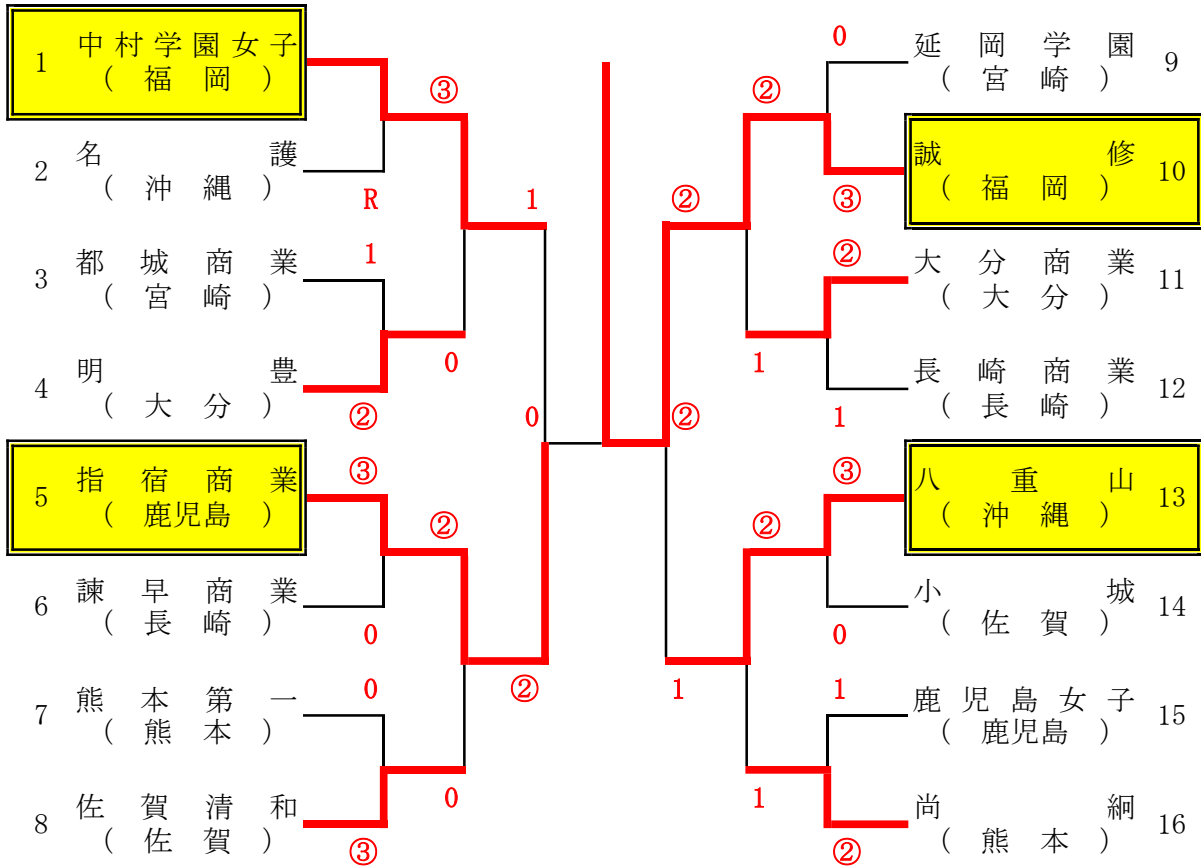 1 中村学園女子
(福岡)
2 名護
(沖縄)
R
3 都城商業
(宮崎)
1
4 明豊
(大分)
②
③
0
1
5 指宿商業
(鹿児島)
③
6 諫早商業
(長崎)
0
7 熊本第一
(熊本)
0
8 佐賀清和
(佐賀)
③
②
0
②
0
②
延岡学園 9
(宮崎)
0
誠修 10
(福岡)
③
大分商業 11
(大分)
②
長崎商業 12
(長崎)
1
②
1
②
八重山 13
(沖縄)
③
小城 14
(佐賀)
0
鹿児島女子 15
(鹿児島)
1
尚絅 16
(熊本)
②
②
1
1